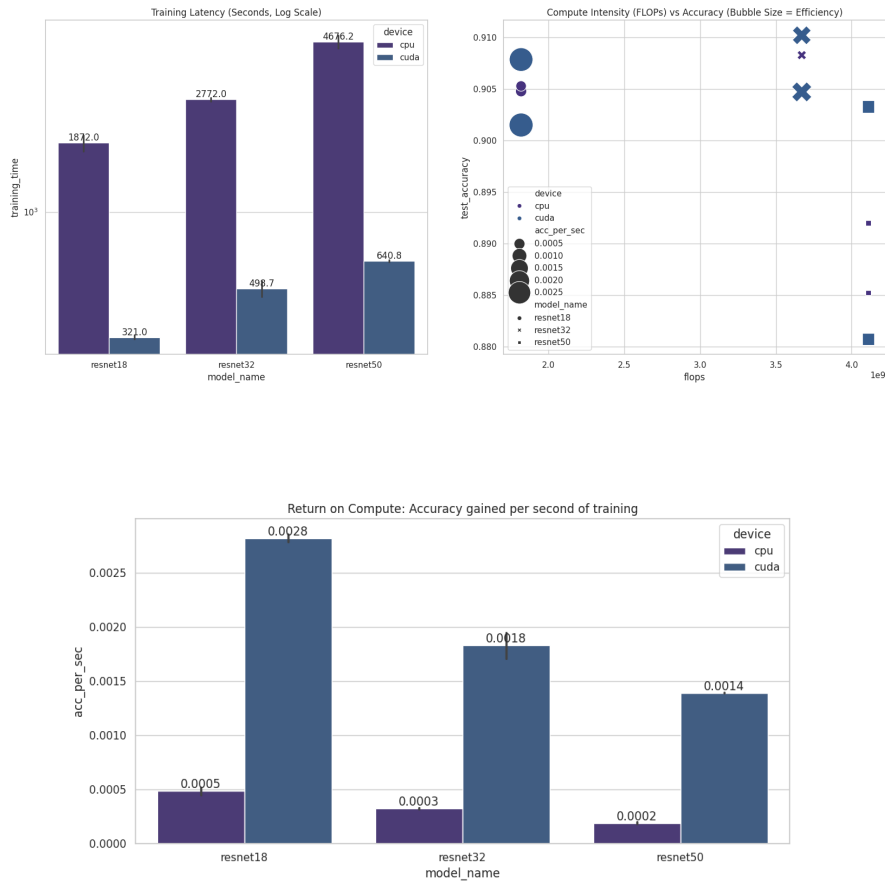 Training Latency (Seconds, Log Scale)
device
cpu
cuda
1872.0
321.0
2772.0
498.7
4676.2
640.8
10³
training_time
resnet18
resnet32
resnet50
model_name
Compute Intensity (FLOPs) vs Accuracy (Bubble Size = Efficiency)
0.910
0.905
0.900
0.895
0.890
0.885
0.880
test_accuracy
device
cpu
cuda
acc_per_sec
0.0005
0.0010
0.0015
0.0020
0.0025
model_name
resnet18
resnet32
resnet50
2.0
2.5
3.0
3.5
4.0
1e9
flops
Return on Compute: Accuracy gained per second of training
device
cpu
cuda
0.0028
0.0018
0.0014
0.0005
0.0003
0.0002
0.0025
0.0020
0.0015
0.0010
0.0005
0.0000
acc_per_sec
resnet18
resnet32
resnet50
model_name